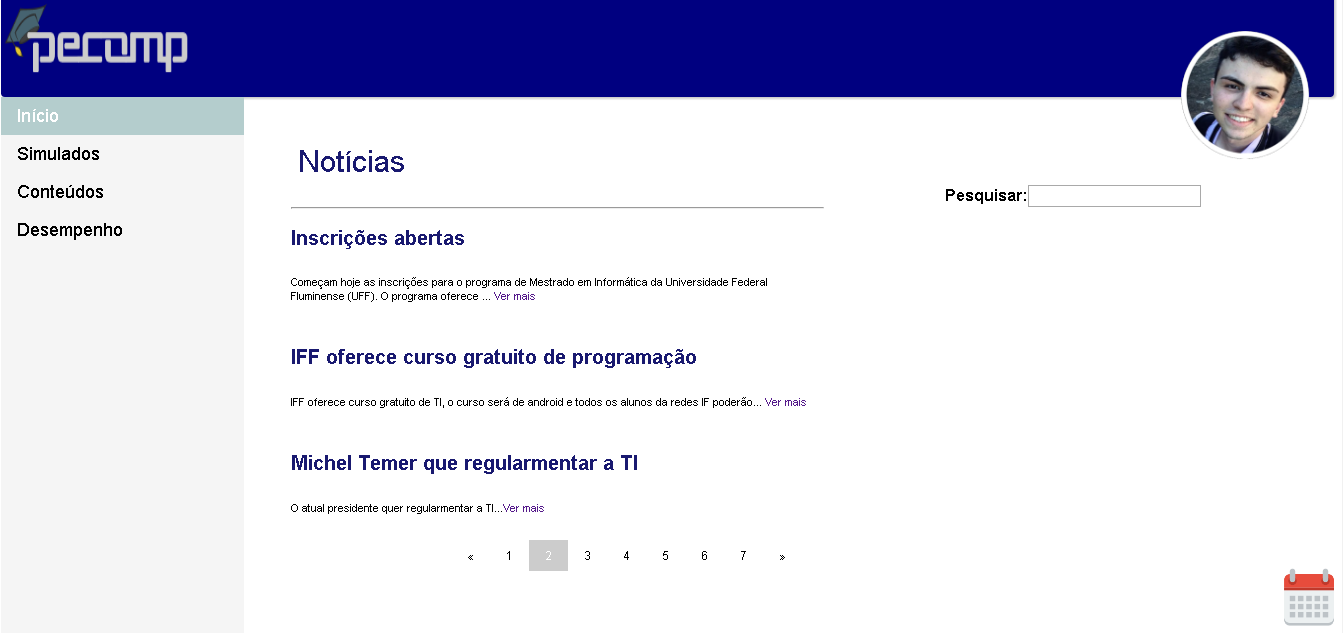 pecomp
Início
Simulados
Conteúdos
Desempenho
Notícias
Pesquisar:
Inscrições abertas
Começam hoje as inscrições para o programa de Mestrado em Informática da Universidade Federal
Fluminense (UFF). O programa oferece ... Ver mais
IFF oferece curso gratuito de programação
IFF oferece curso gratuito de TI, o curso será de android e todos os alunos da redes IF poderão... Ver mais
Michel Temer que regularmentar a TI
O atual presidente quer regularmentar a TI...Ver mais
« 1 2 3 4 5 6 7 »